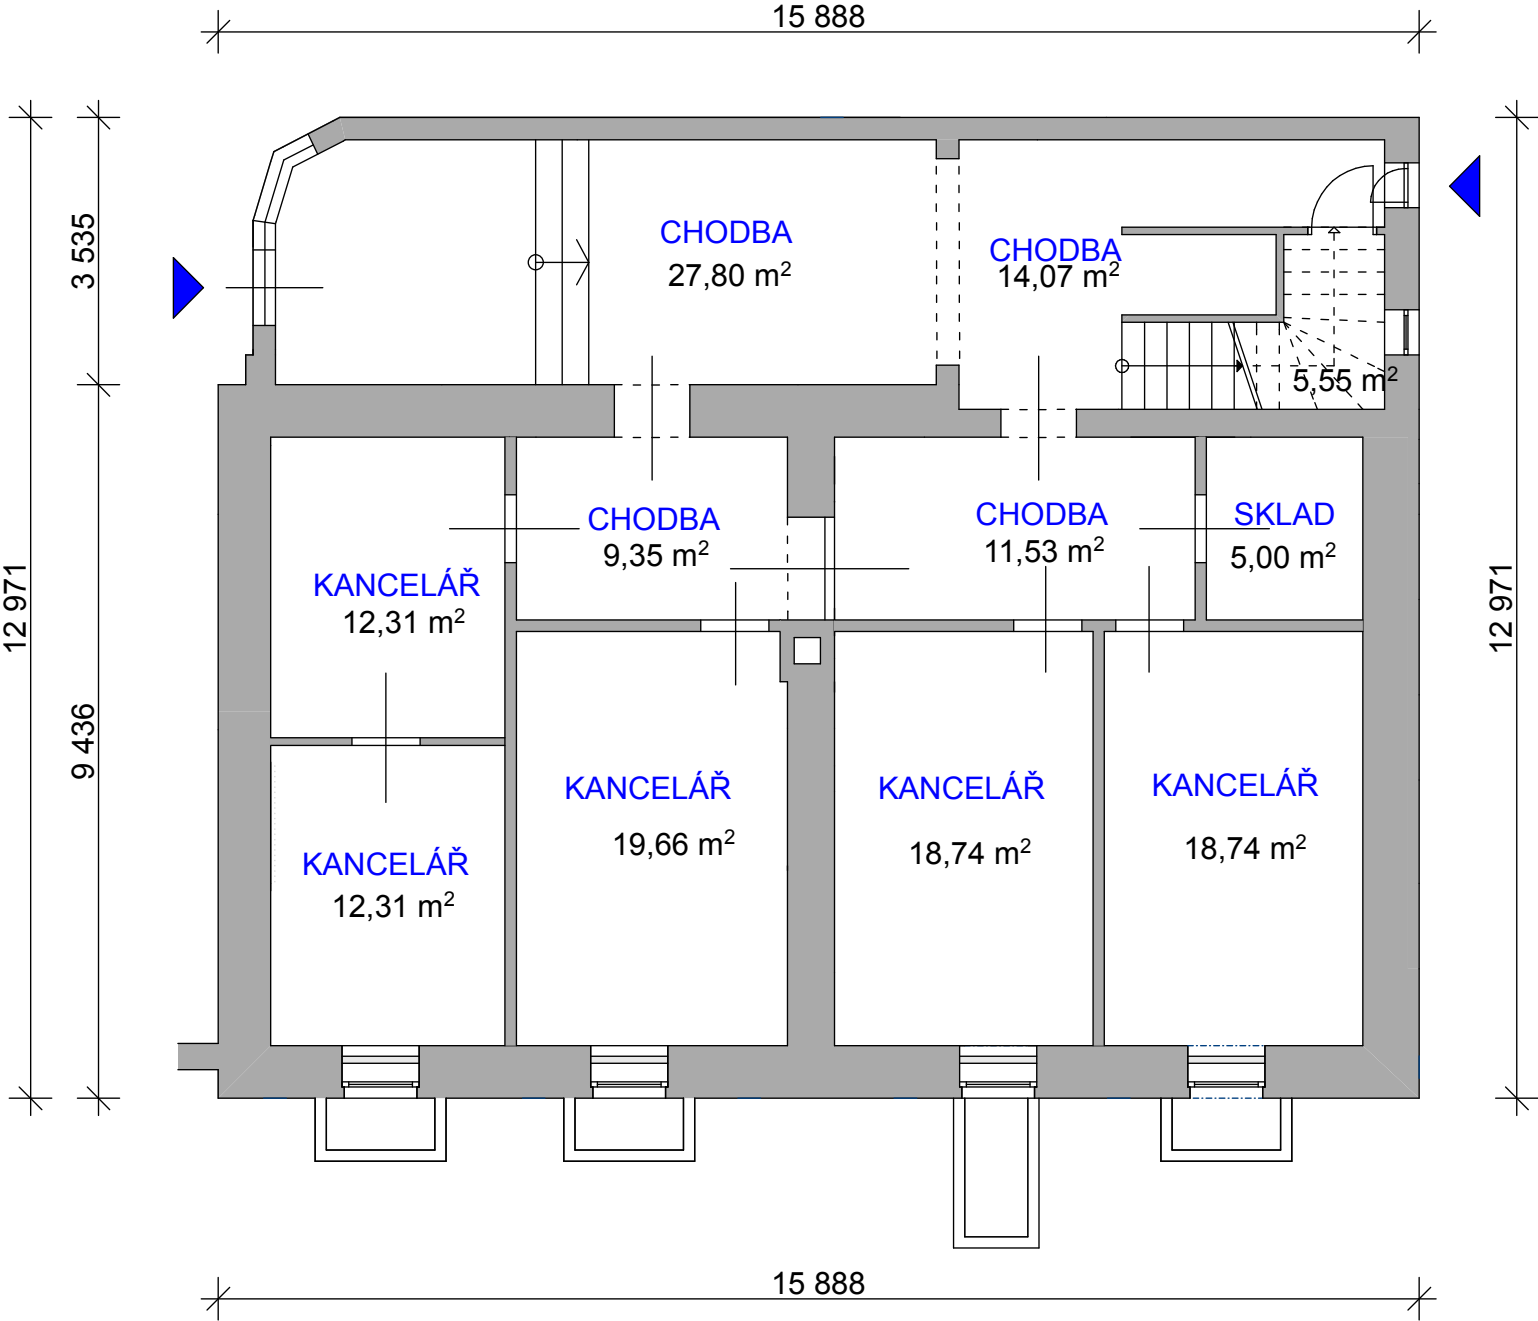 15 888
3 535
12 971
9 436
12 971
CHODBA
27,80 m²
CHODBA
14,07 m²
5,55 m²
CHODBA
9,35 m²
CHODBA
11,53 m²
SKLAD
5,00 m²
KANCELÁŘ
12,31 m²
KANCELÁŘ
12,31 m²
KANCELÁŘ
19,66 m²
KANCELÁŘ
18,74 m²
KANCELÁŘ
18,74 m²
15 888